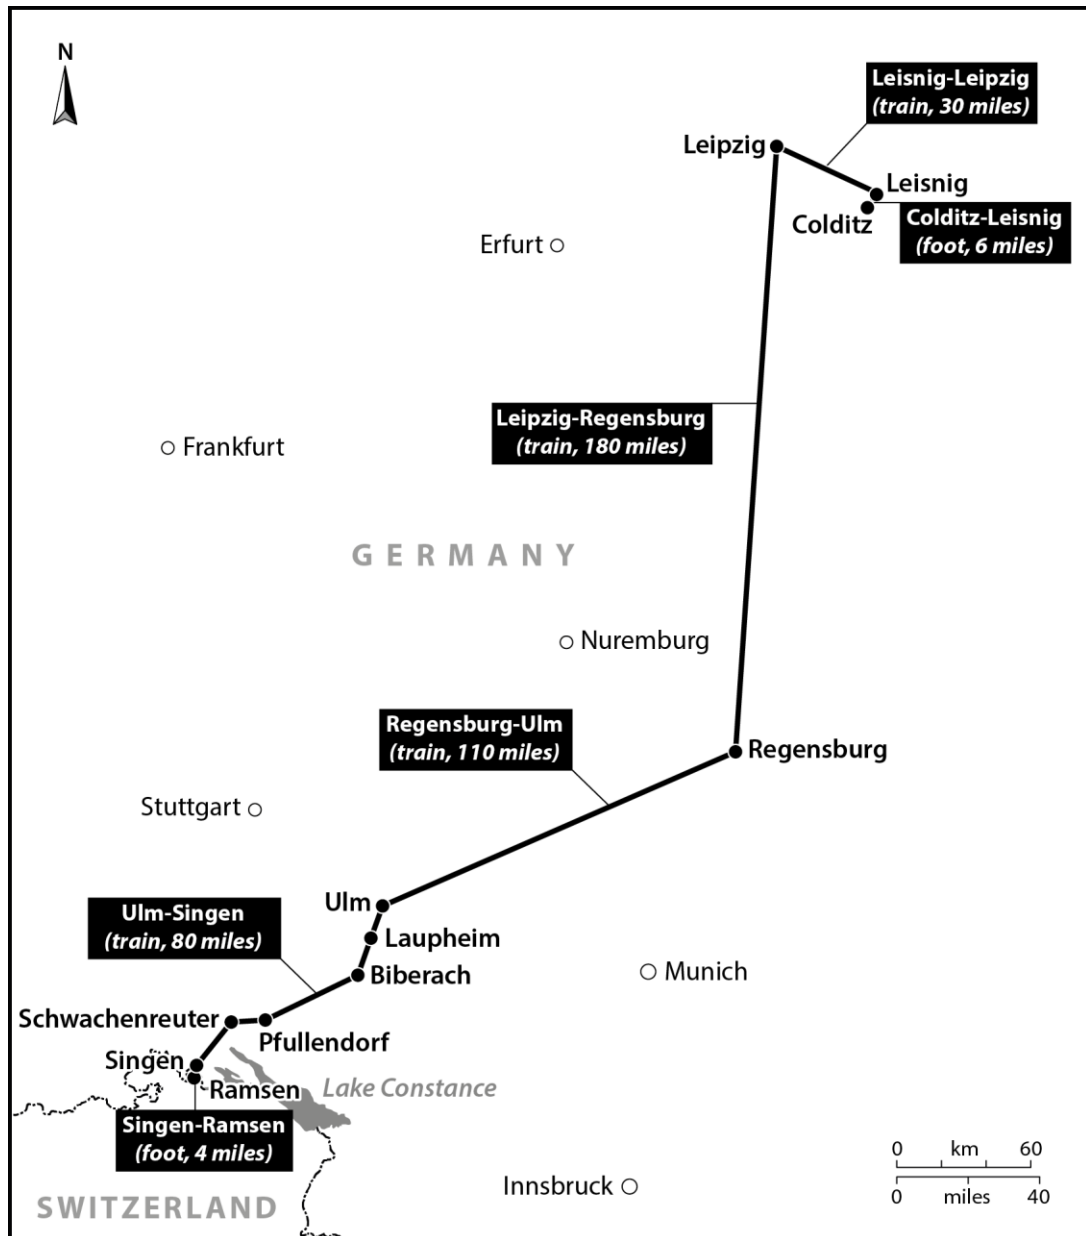 N
Leisnig-Leipzig
(train, 30 miles)
Leipzig
Leisnig
Colditz
Colditz-Leisnig
(foot, 6 miles)
Erfurt
Leipzig-Regensburg
(train, 180 miles)
Frankfurt
GERMANY
Nuremburg
Regensburg-Ulm
(train, 110 miles)
Regensburg
Stuttgart
Ulm
Ulm-Singen
(train, 80 miles)
Laupheim
Biberach
Munich
Schwachenreuter
Pfullendorf
Singen
Ramsen
Lake Constance
Singen-Ramsen
(foot, 4 miles)
Innsbruck
SWITZERLAND
0 km 60
0 miles 40